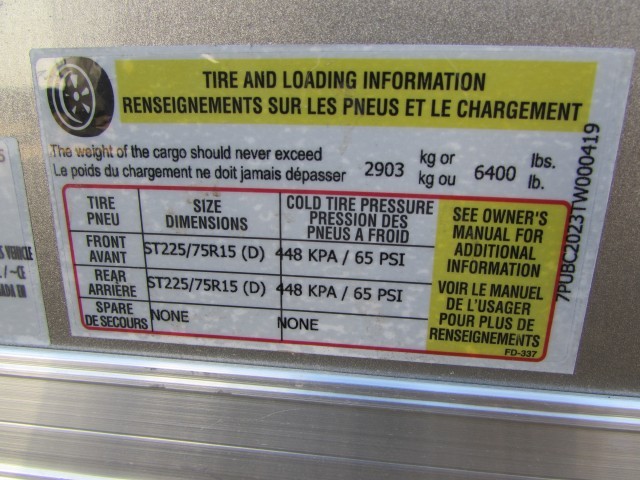 TIRE AND LOADING INFORMATION
RENSEIGNEMENTS SUR LES PNEUS ET LE CHARGEMENT
The weight of the cargo should never exceed
Le poids du chargement ne doit jamais dépasser
2903 kg or
kg ou
6400 Lbs.
lb.
TIRE
PNEU
SIZE
DIMENSIONS
COLD TIRE PRESSURE
PRESSION DES
PNEUS A FROID
FRONT
AVANT
ST225/75R15 (D)
448 KPA / 65 PSI
REAR
ARRIÈRE
ST225/75R15 (D)
448 KPA / 65 PSI
SPARE
DE SECOURS
NONE
NONE
SEE OWNER'S
MANUAL FOR
ADDITIONAL
INFORMATION
VOIR LE MANUEL
DE L'USAGER
POUR PLUS DE
RENSEIGNEMENTS
FD-337